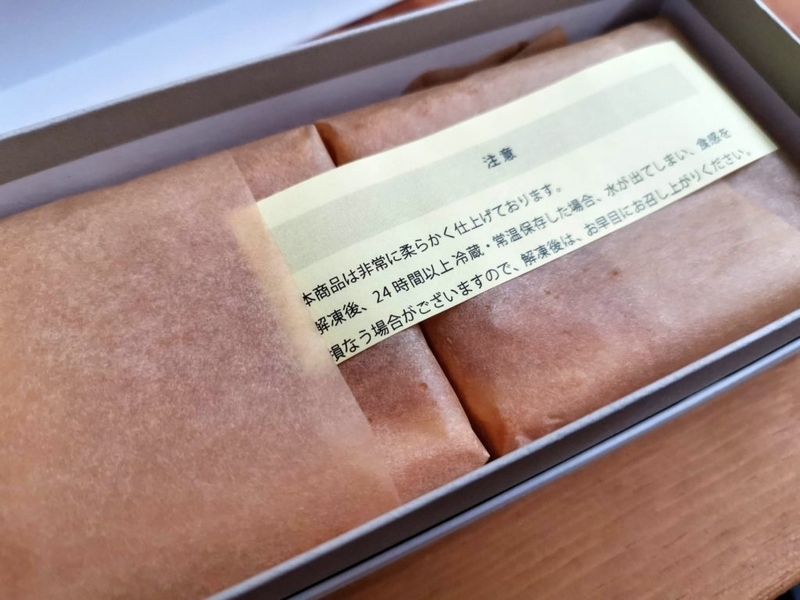 注意
本商品は非常に柔らかく仕上げております。
解凍後、24時間以上冷蔵・常温保存した場合、水が出てしまい、食感を
損なう場合がございますので、解凍後は、お早目にお召し上がりください。